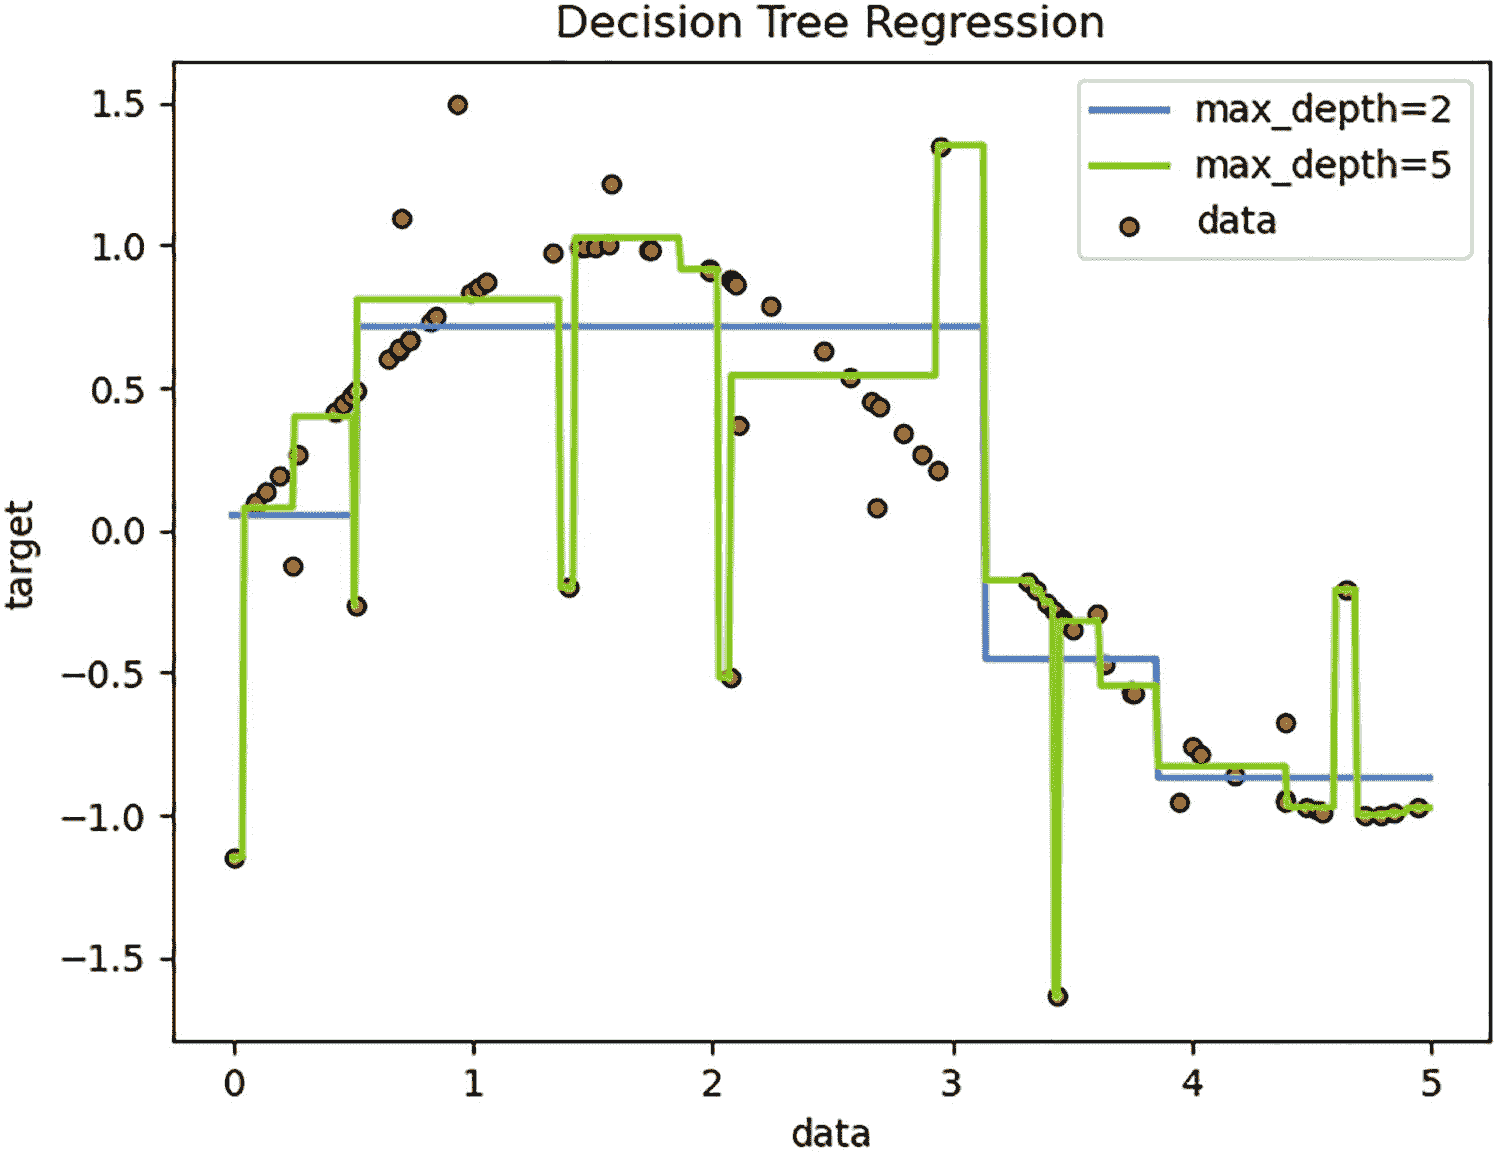 Decision Tree Regression
max_depth=2
max_depth=5
data
1.5
1.0
0.5
0.0
−0.5
−1.0
−1.5
target
0 1 2 3 4 5
data